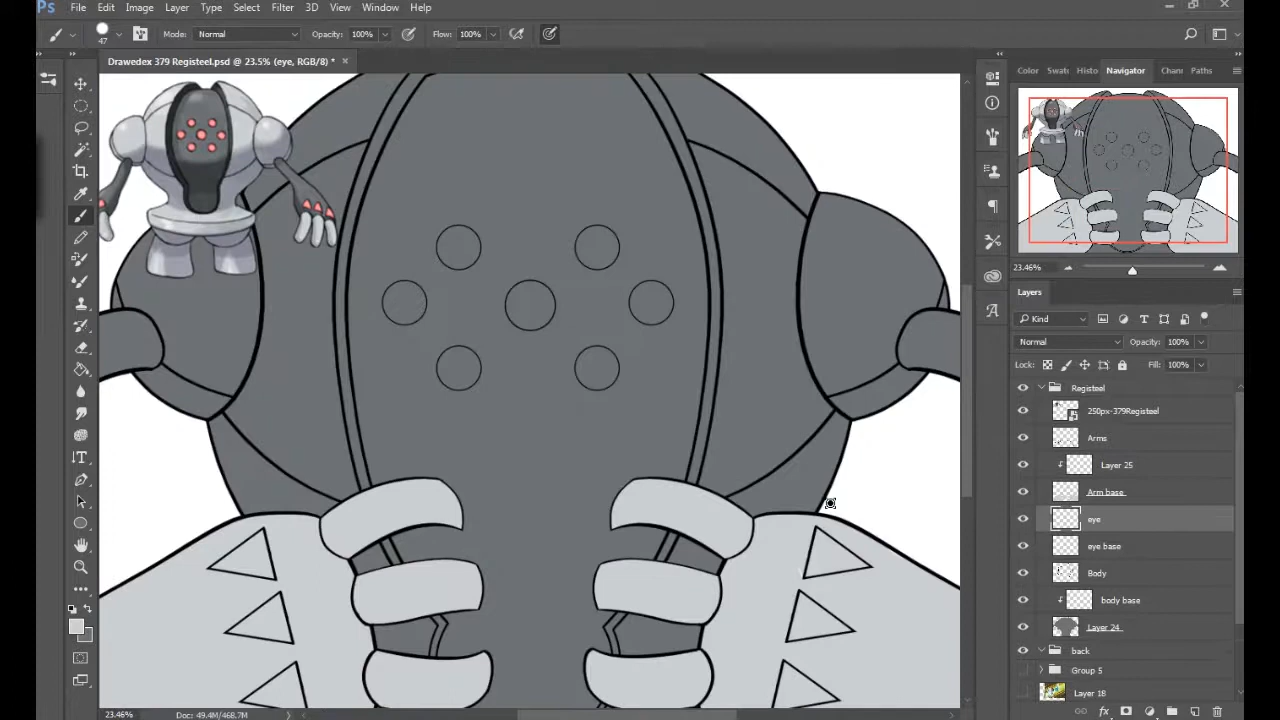 Ps File Edit Image Layer Type Select Filter 3D View Window Help
47 Mode: Normal Opacity: 100% Flow: 100%
Drawedex 379 Registeel.psd @ 23.5% (eye, RGB/8) * ×
Color Swatc Histo Navigator Chann Paths
23.46%
Layers
Kind
Normal Opacity: 100%
Lock: Fill: 100%
Registeel
250px-379Registeel
Arms
Layer 25
Arm base
eye
eye base
Body
body base
Layer 24
back
Group 5
Layer 18
23.46% Doc: 49.4M/468.7M